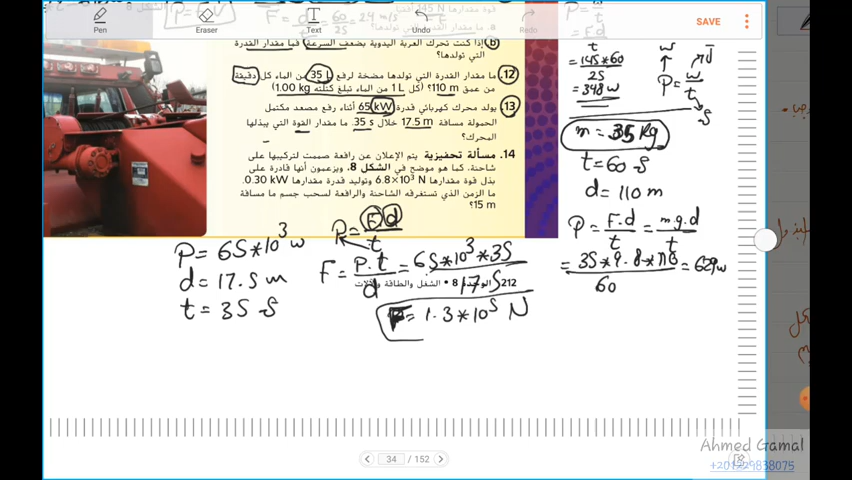 Pen
Eraser
Text
Undo
Redo
SAVE
إذا كنت تحرك العربة اليدوية بضعف السرعة فما مقدار القدرة
التي تولدها؟
12. ما مقدار القدرة التي تولدها مضخة لرفع 35 L من الماء كل دقيقة
من عمق 110 m؟ (كل 1 L من الماء تبلغ كتلته 1.00 kg)
13. يولد محرك كهربائي قدرة 65 kW أثناء رفع مصعد مكتمل
الحمولة مسافة 17.5 m خلال 35 s. ما مقدار القوة التي يبذلها
المحرك؟
14. مسألة تحفيزية يتم الإعلان عن رافعة صممت لتركيبها على
شاحنة. كما هو موضح في الشكل 8. ويزعمون أنها قادرة على
بذل قوة مقدارها 6.8×10³ N وتوليد قدرة مقدارها 0.30 kW.
ما الزمن الذي تستغرقه الشاحنة والرافعة لسحب جسم ما مسافة
15 m؟
P = 65*10³ w
d = 17.5 m
t = 35 s
P = Fd/t
F = P.t/d = 65*10³*35/17.5
F = 1.3*10⁵ N
212 • الوحدة 8 • الشغل والطاقة والآلات
= 145*60/25
= 348 w
P = w/t
m = 35 Kg
t = 60 s
d = 110 m
P = F.d/t = m.g.d/t
= 35*9.8*110/60 = 629w
34 / 152
Ahmed Gamal
+201229838075